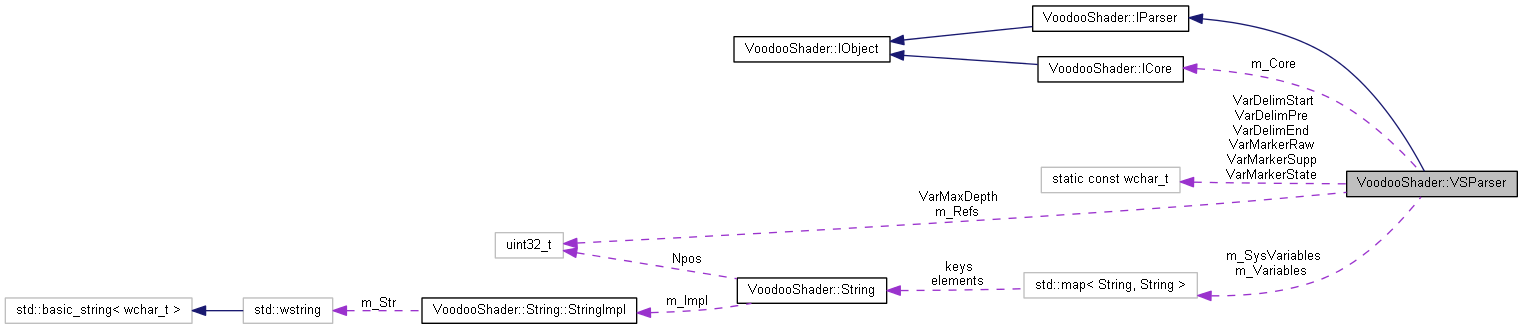 VoodooShader::IParser
VoodooShader::IObject
VoodooShader::ICore
m_Core
VarDelimStart
VarDelimPre
VarDelimEnd
VarMarkerRaw
VarMarkerSupp
VarMarkerState
static const wchar_t
VoodooShader::VSParser
VarMaxDepth
m_Refs
uint32_t
Npos
m_SysVariables
m_Variables
keys
elements
std::map< String, String >
VoodooShader::String
m_Impl
VoodooShader::String::StringImpl
m_Str
std::wstring
std::basic_string< wchar_t >